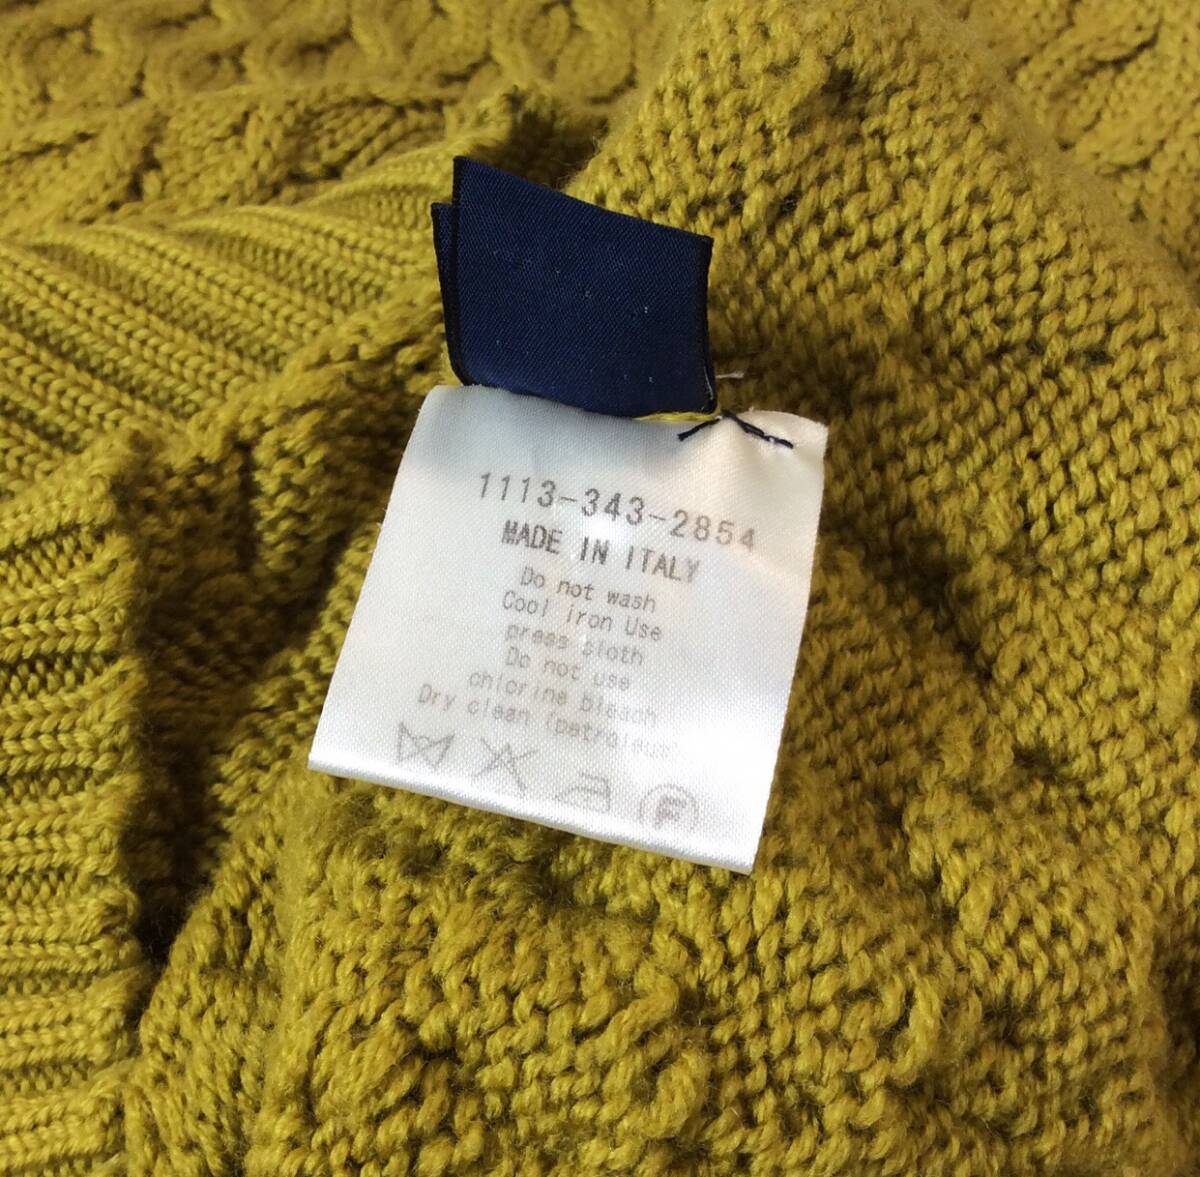 1113-343-2854
MADE IN ITALY
Do not wash
Cool iron Use
press cloth
Do not use
chlorine bleach
Dry clean (petroleum)
F